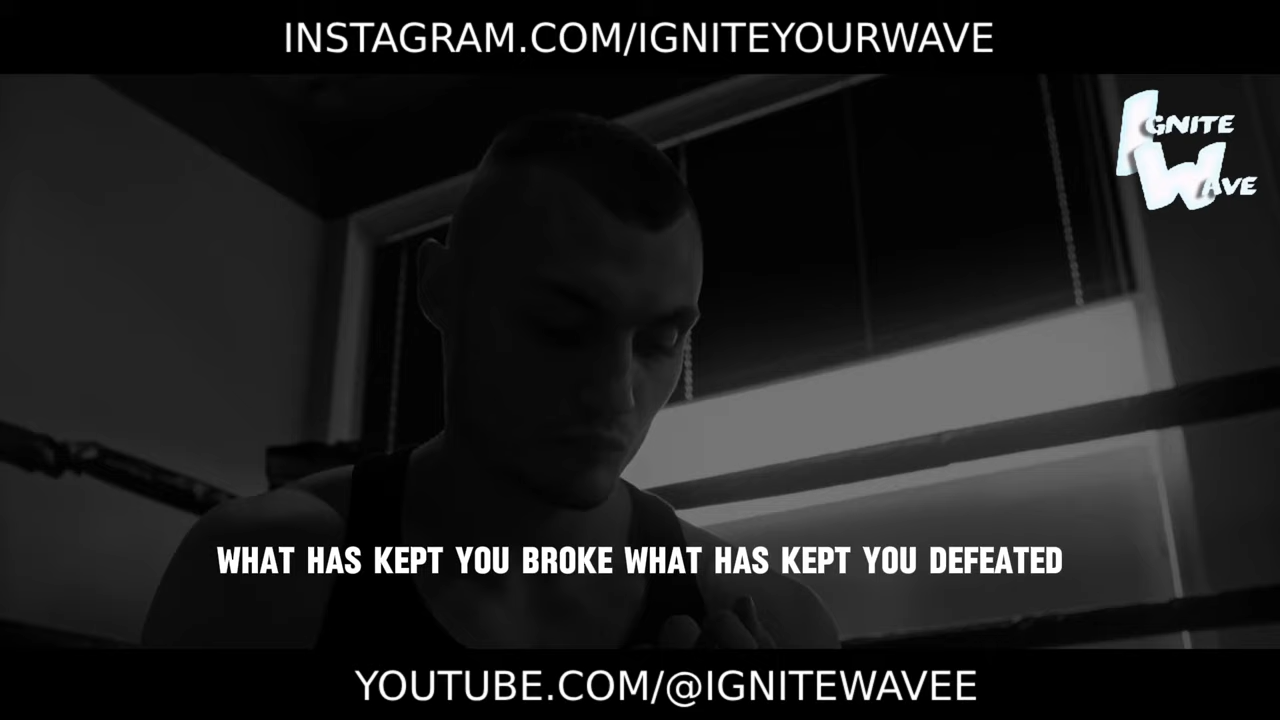 INSTAGRAM.COM/IGNITEYOURWAVE
IGNITE
WAVE
WHAT HAS KEPT YOU BROKE WHAT HAS KEPT YOU DEFEATED
YOUTUBE.COM/@IGNITEWAVEE